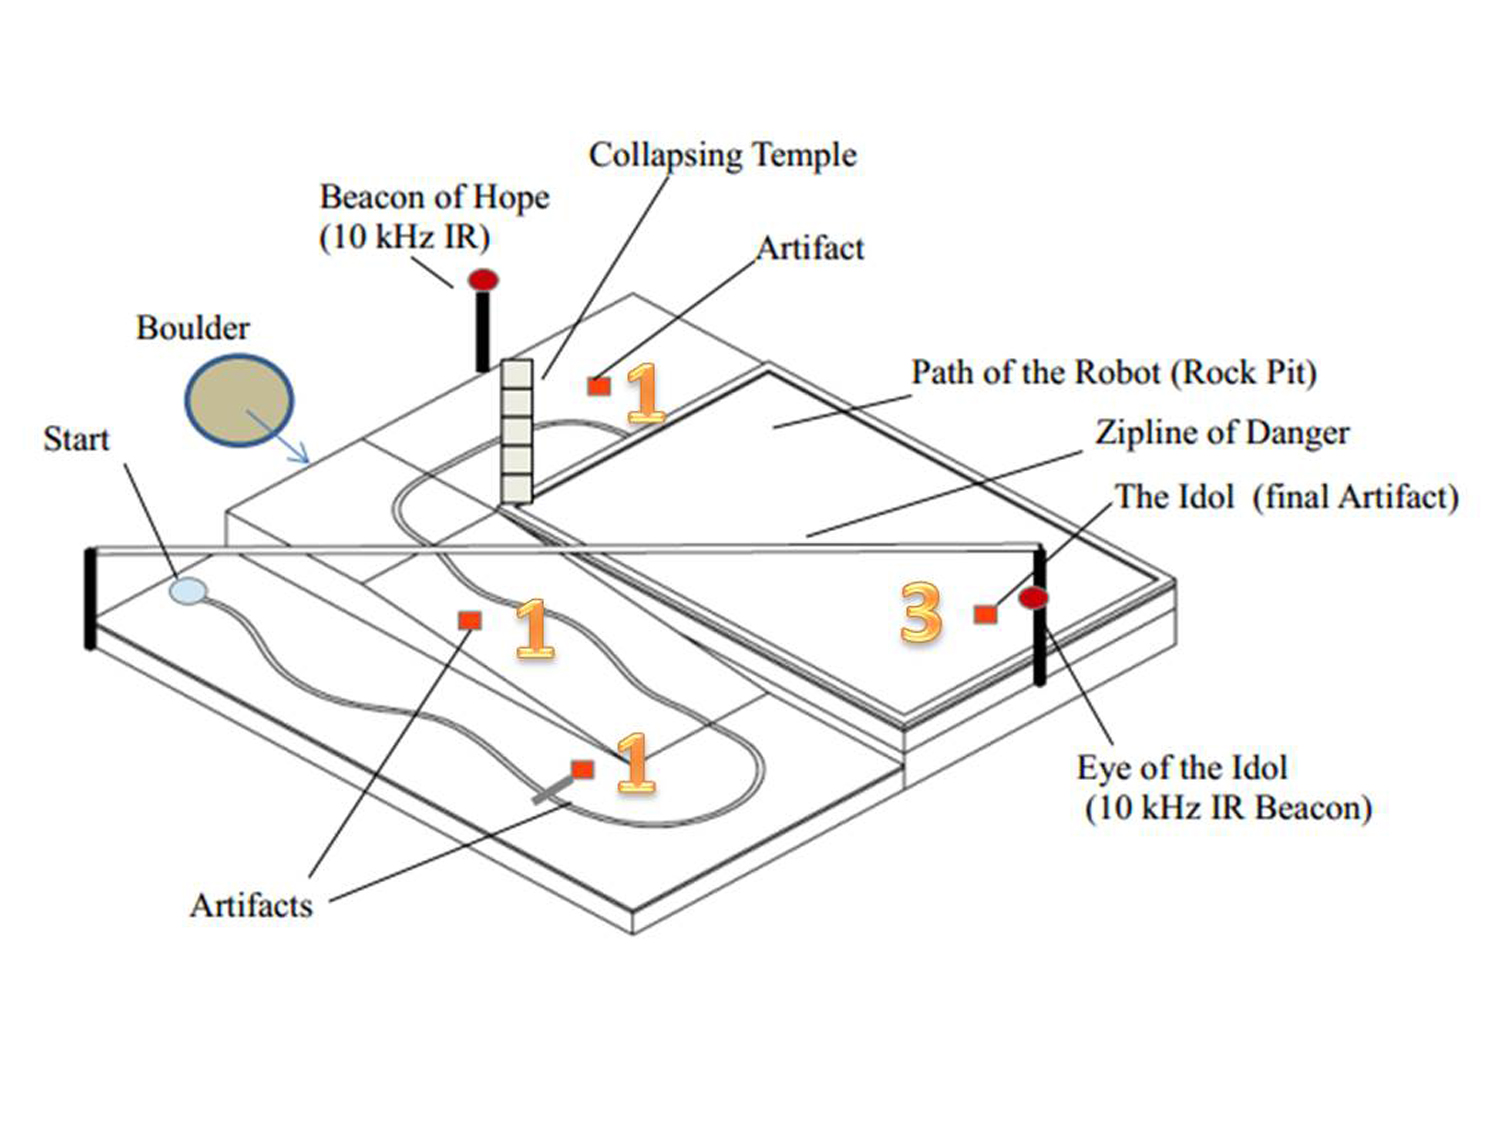 Collapsing Temple
Beacon of Hope
(10 kHz IR)
Artifact
Boulder
1
Path of the Robot (Rock Pit)
Start
Zipline of Danger
The Idol (final Artifact)
1
3
1
Eye of the Idol
(10 kHz IR Beacon)
Artifacts